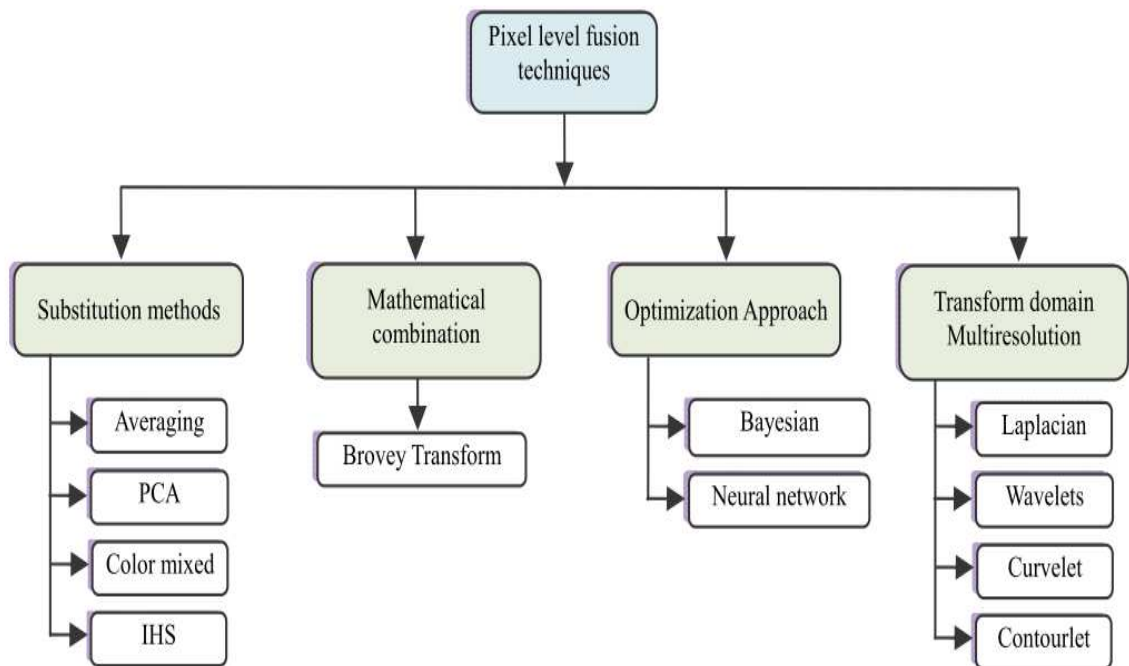 Pixel level fusion
techniques
Substitution methods
Averaging
PCA
Color mixed
IHS
Mathematical
combination
Brovey Transform
Optimization Approach
Bayesian
Neural network
Transform domain
Multiresolution
Laplacian
Wavelets
Curvelet
Contourlet